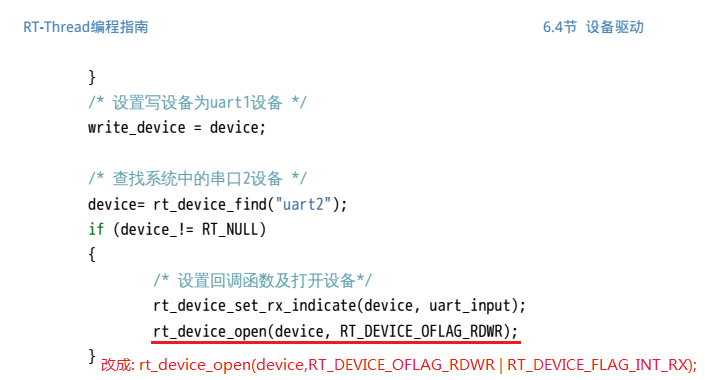 RT-Thread编程指南 6.4节 设备驱动
}
/* 设置写设备为uart1设备 */
write_device = device;
/* 查找系统中的串口2设备 */
device= rt_device_find("uart2");
if (device_!= RT_NULL)
{
/* 设置回调函数及打开设备*/
rt_device_set_rx_indicate(device, uart_input);
rt_device_open(device, RT_DEVICE_OFLAG_RDWR);
}
改成: rt_device_open(device,RT_DEVICE_OFLAG_RDWR | RT_DEVICE_FLAG_INT_RX);